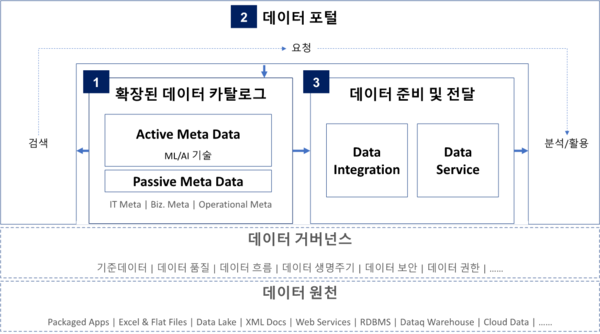 2 데이터 포털
요청
1 확장된 데이터 카탈로그
3 데이터 준비 및 전달
검색
Active Meta Data
ML/AI 기술
Passive Meta Data
IT Meta | Biz. Meta | Operational Meta
Data
Integration
Data
Service
분석/활용
데이터 거버넌스
기준데이터 | 데이터 품질 | 데이터 흐름 | 데이터 생명주기 | 데이터 보안 | 데이터 권한 | ......
데이터 원천
Packaged Apps | Excel & Flat Files | Data Lake | XML Docs | Web Services | RDBMS | Dataq Warehouse | Cloud Data | ......